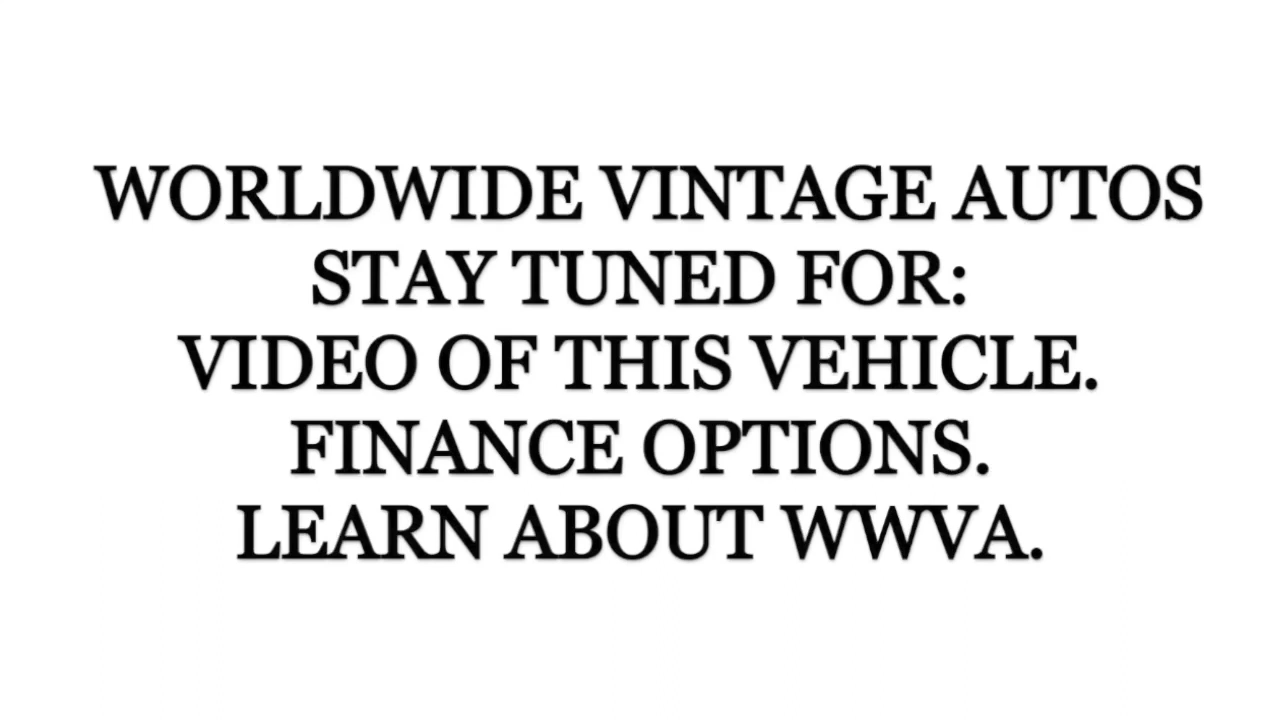 WORLDWIDE VINTAGE AUTOS
STAY TUNED FOR:
VIDEO OF THIS VEHICLE.
FINANCE OPTIONS.
LEARN ABOUT WWVA.